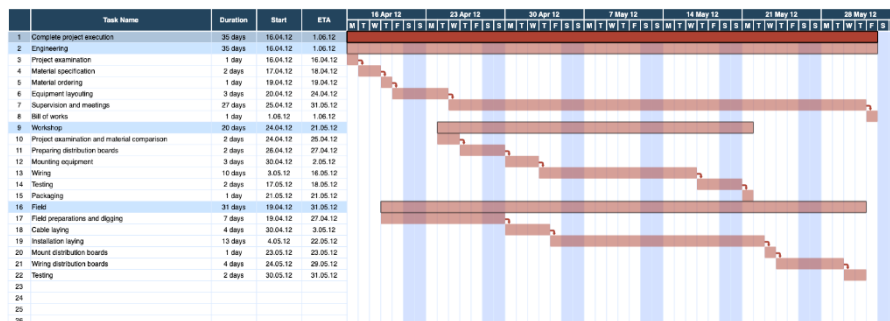 16 Apr 12 23 Apr 12 30 Apr 12 7 May 12 14 May 12 21 May 12 28 May 12
Task Name Duration Start ETA M T W T F S S M T W T F S S M T W T F S S M T W T F S S M T W T F S S M T W T F S S M T W T F S
1 Complete project execution 35 days 16.04.12 1.06.12
2 Engineering 35 days 16.04.12 1.06.12
3 Project examination 1 day 16.04.12 16.04.12
4 Material specification 2 days 17.04.12 18.04.12
5 Material ordering 1 day 19.04.12 19.04.12
6 Equipment layouting 3 days 20.04.12 24.04.12
7 Supervision and meetings 27 days 25.04.12 31.05.12
8 Bill of works 1 day 1.06.12 1.06.12
9 Workshop 20 days 24.04.12 21.05.12
10 Project examination and material comparison 2 days 24.04.12 25.04.12
11 Preparing distribution boards 2 days 26.04.12 27.04.12
12 Mounting equipment 3 days 30.04.12 2.05.12
13 Wiring 10 days 3.05.12 16.05.12
14 Testing 2 days 17.05.12 18.05.12
15 Packaging 1 day 21.05.12 21.05.12
16 Field 31 days 19.04.12 31.05.12
17 Field preparations and digging 7 days 19.04.12 27.04.12
18 Cable laying 4 days 30.04.12 3.05.12
19 Installation laying 13 days 4.05.12 22.05.12
20 Mount distribution boards 1 day 23.05.12 23.05.12
21 Wiring distribution boards 4 days 24.05.12 29.05.12
22 Testing 2 days 30.05.12 31.05.12
23
24
25